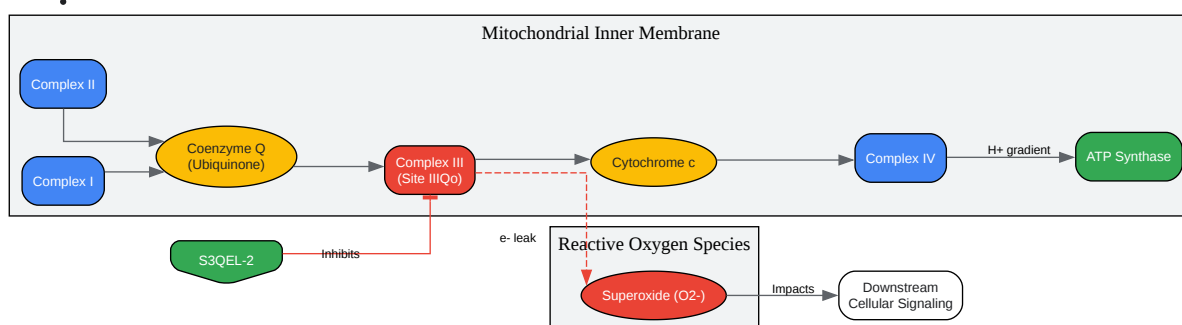 Mitochondrial Inner Membrane
Complex II
Coenzyme Q
(Ubiquinone)
Complex I
Complex III
(Site IIIQo)
Cytochrome c
Complex IV
H+ gradient
ATP Synthase
S3QEL-2
Inhibits
e- leak
Reactive Oxygen Species
Superoxide (O2-)
Impacts
Downstream
Cellular Signaling